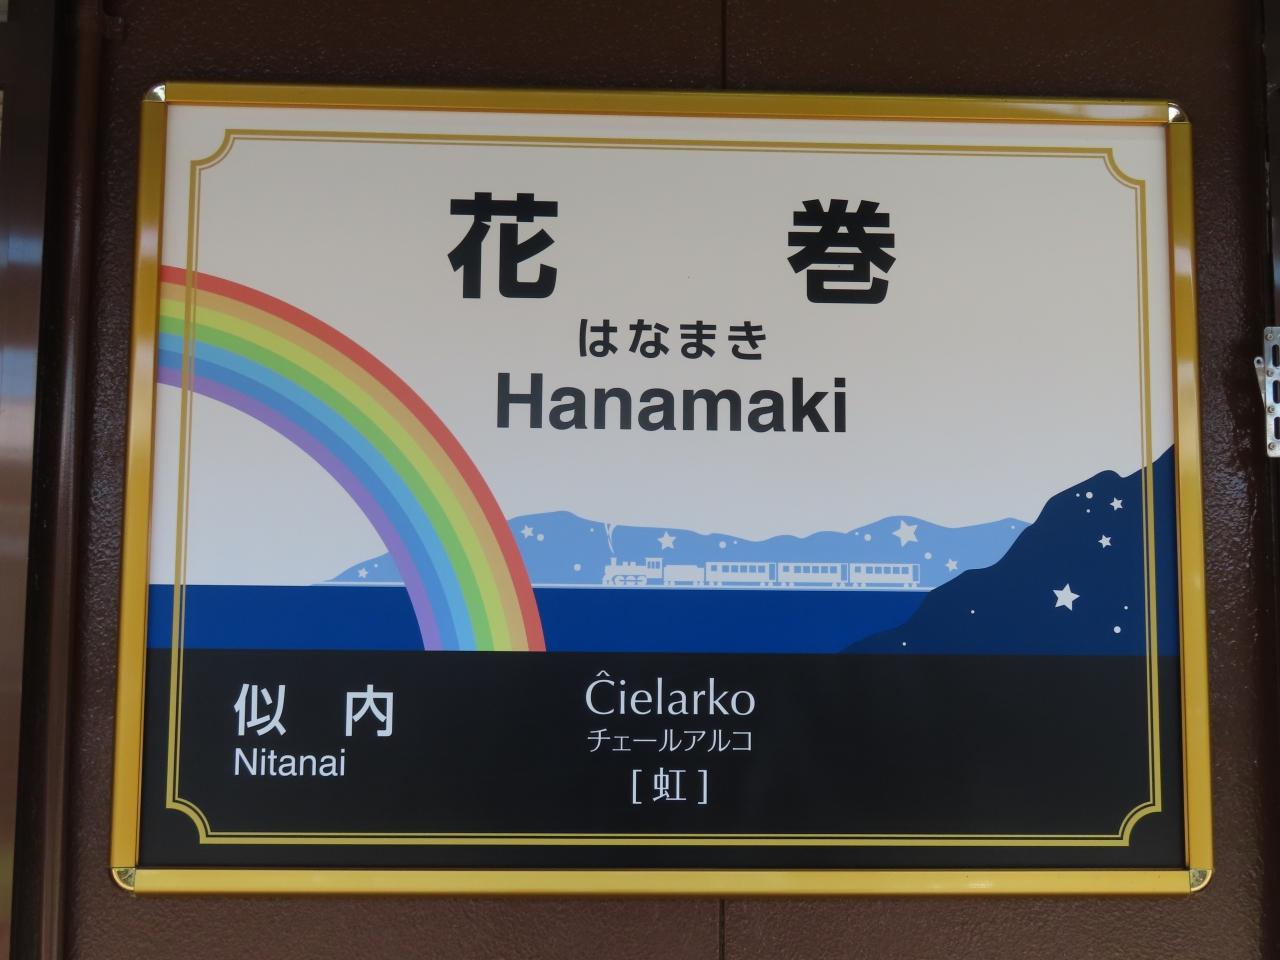 花巻
はなまき
Hanamaki
似内
Nitanai
Ĉielarko
チェールアルコ
[虹]